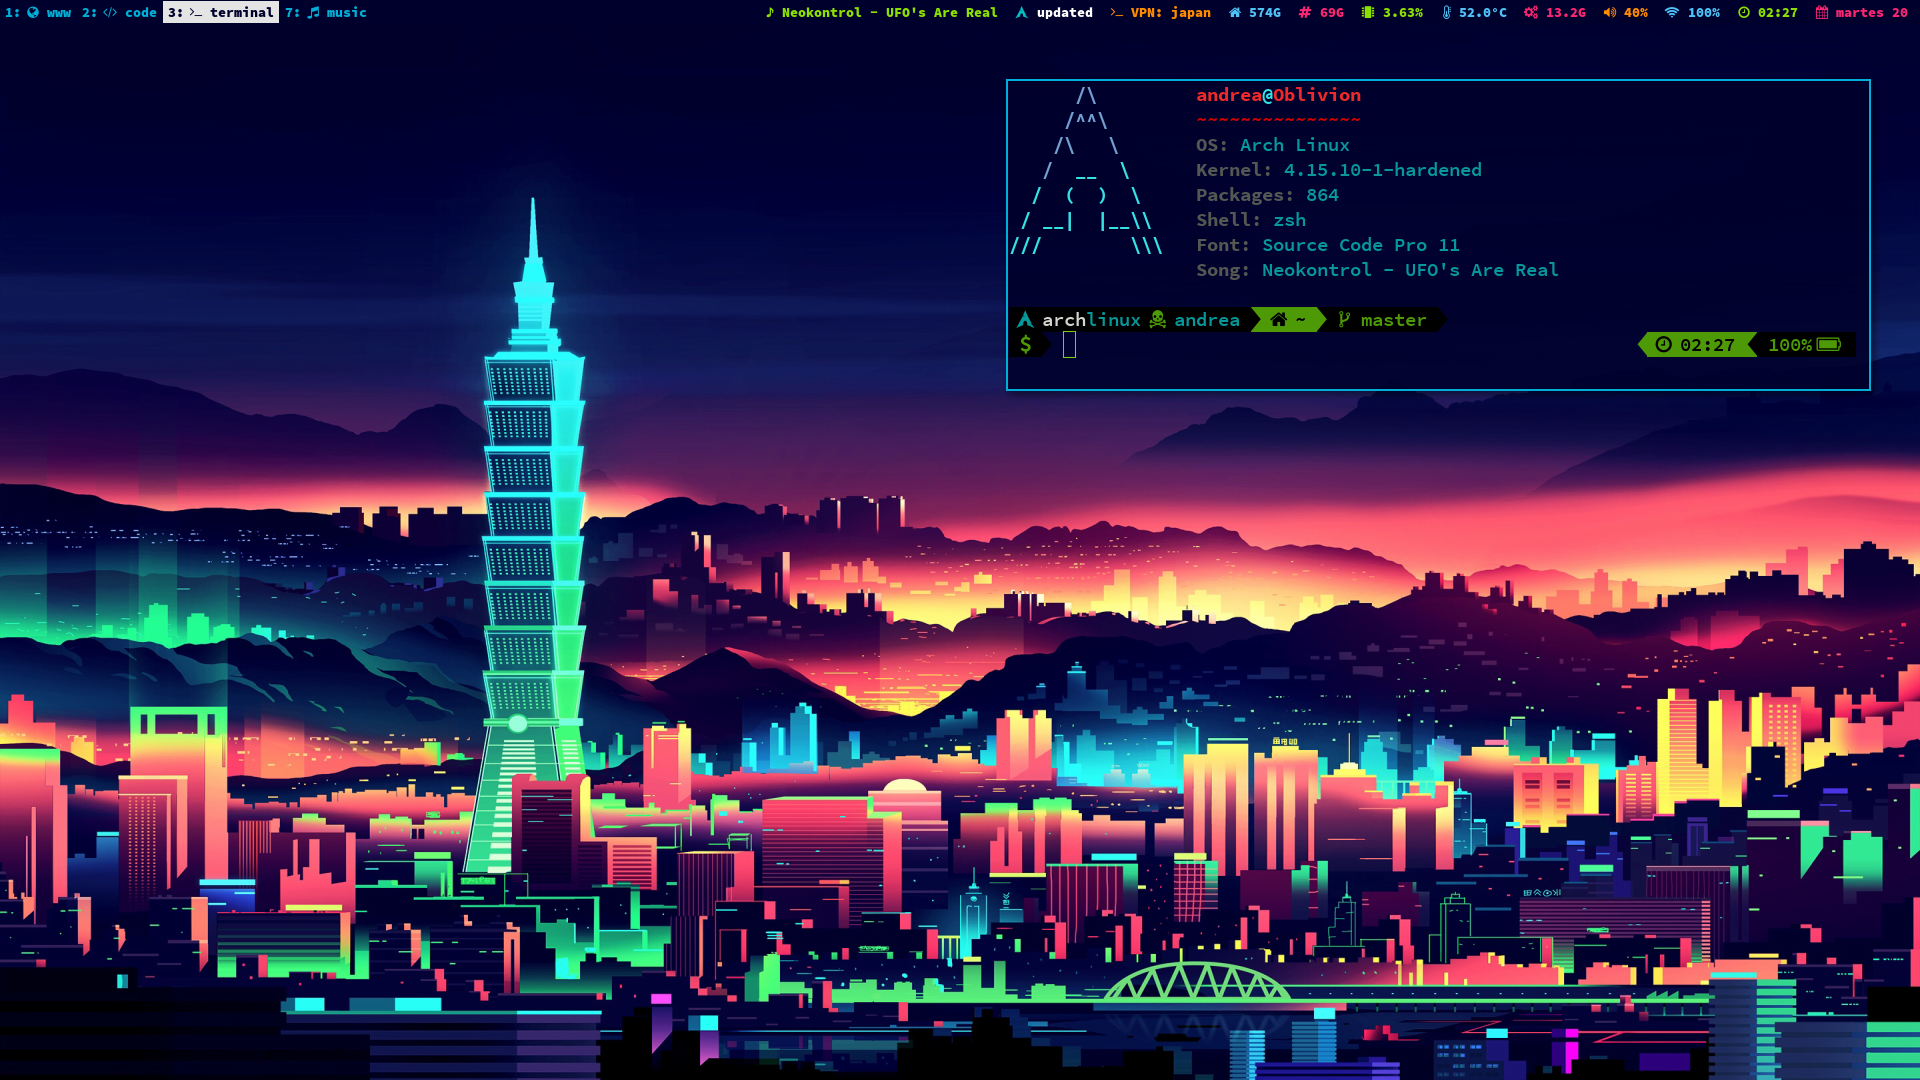 1: www 2: </> code 3: >_ terminal 7: music
♪ Neokontrol - UFO's Are Real updated >_ VPN: japan 574G # 69G 3.63% 52.0°C 13.2G 40% 100% 02:27 martes 20
/\
/^^\
/\ \
/ __ \
/ ( ) \
/ __| |__\\
/// \\\
andrea@Oblivion
~~~~~~~~~~~~~~~
OS: Arch Linux
Kernel: 4.15.10-1-hardened
Packages: 864
Shell: zsh
Font: Source Code Pro 11
Song: Neokontrol - UFO's Are Real
archlinux andrea ~ master
$ 02:27 100%